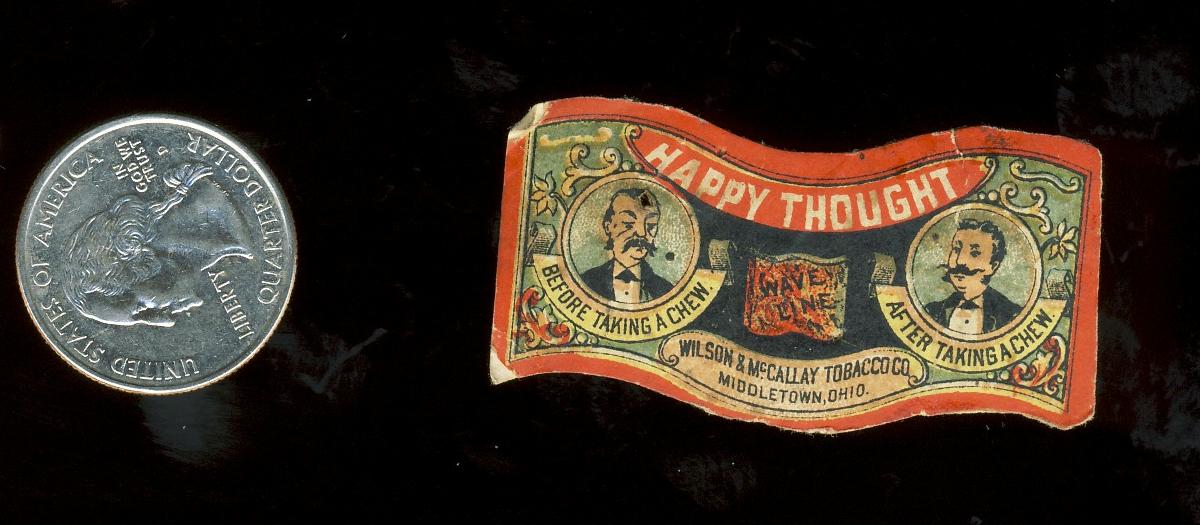 UNITED STATES OF AMERICA
IN
GOD WE
TRUST
D
LIBERTY
QUARTER DOLLAR
HAPPY THOUGHT
BEFORE TAKING A CHEW.
WAVE
LINE
AFTER TAKING A CHEW.
WILSON & McCALLAY TOBACCO CO.
MIDDLETOWN, OHIO.